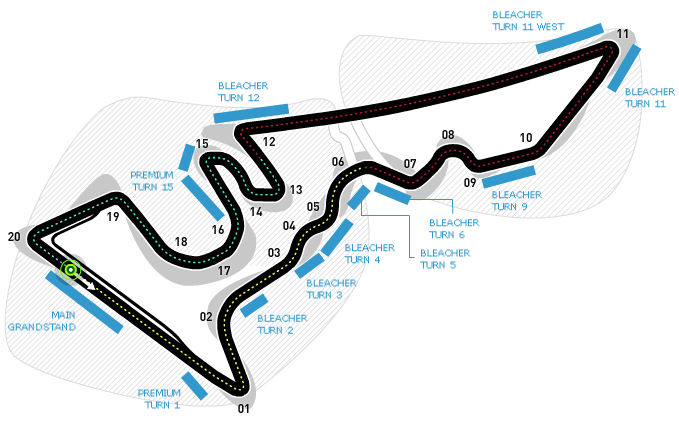 BLEACHER
TURN 11 WEST
11
BLEACHER
TURN 11
BLEACHER
TURN 12
12
15
PREMIUM
TURN 15
13
14
16
08
10
06
07
09
BLEACHER
TURN 9
05
04
BLEACHER
TURN 6
19
20
18
17
03
BLEACHER
TURN 4
BLEACHER
TURN 5
BLEACHER
TURN 3
02
BLEACHER
TURN 2
MAIN
GRANDSTAND
PREMIUM
TURN 1
01